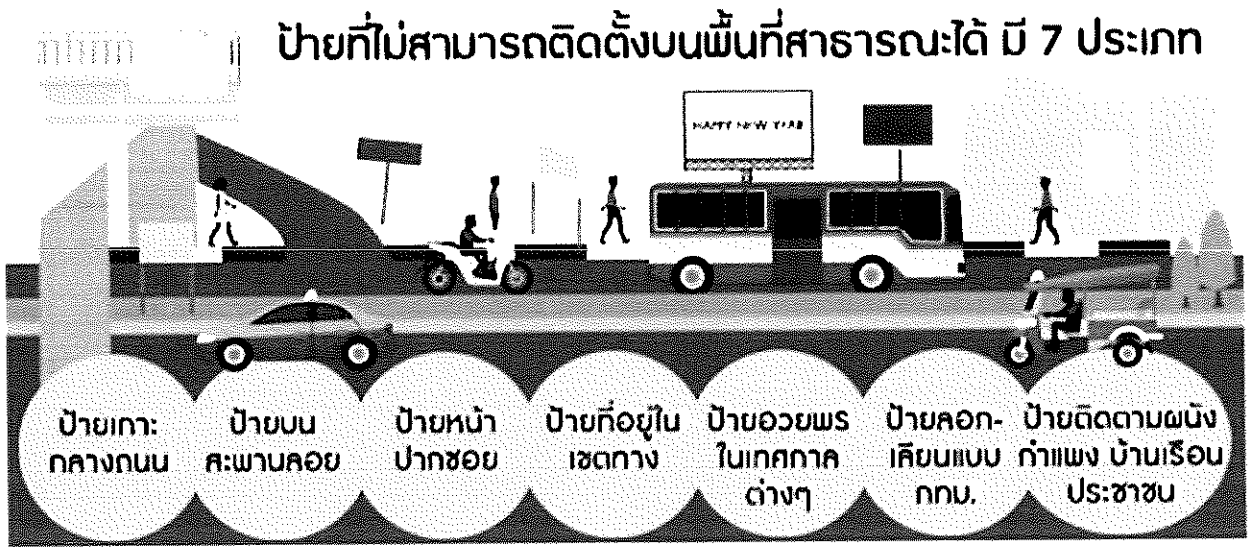 ป้ายที่ไม่สามารถติดตั้งบนพื้นที่สาธารณะได้ มี 7 ประเภท
HAPPY NEW YEAR
ป้ายเกาะ
กลางถนน
ป้ายบน
สะพานลอย
ป้ายหน้า
ปากซอย
ป้ายที่อยู่ใน
เขตทาง
ป้ายอวยพร
ในเทศกาล
ต่างๆ
ป้ายลอก-
เลียนแบบ
กทม.
ป้ายติดตามผนัง
กำแพง บ้านเรือน
ประชาชน